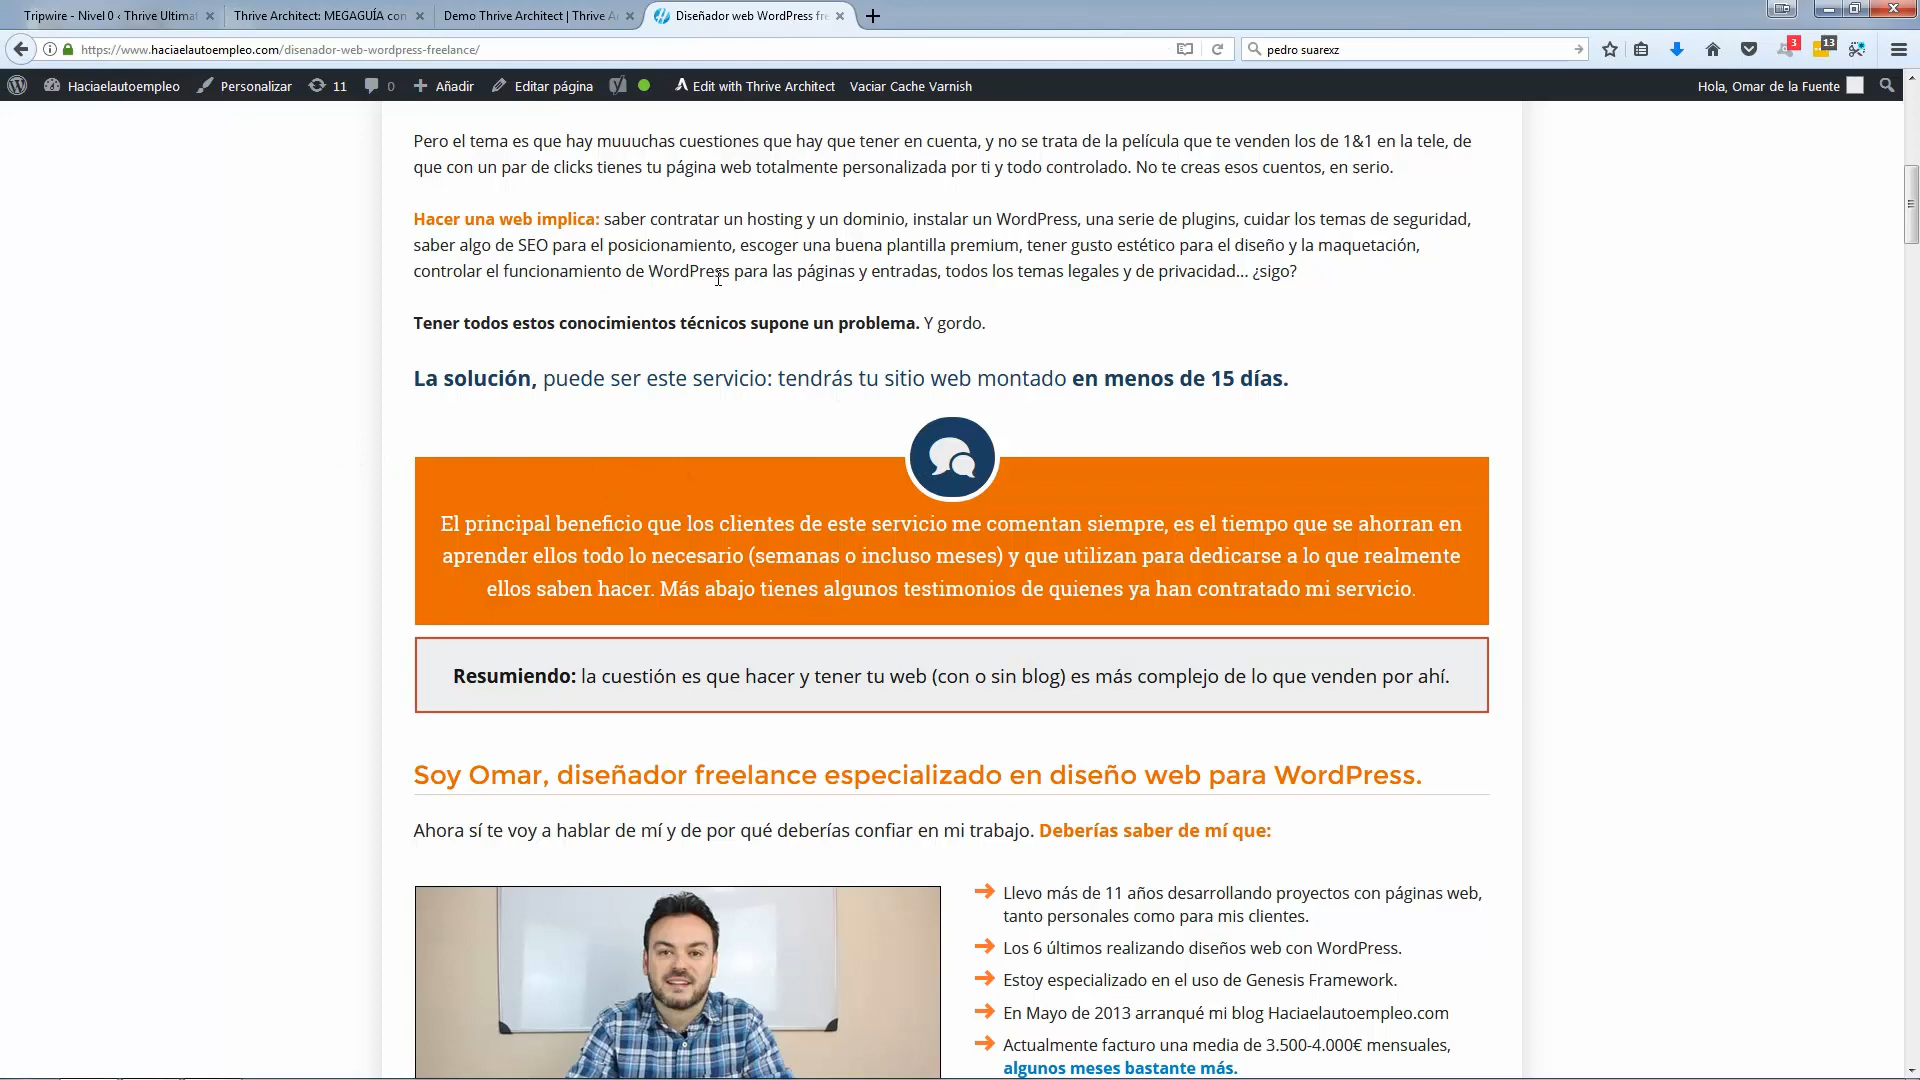 Tripwire - Nivel 0 ‹ Thrive Ultima
Thrive Architect: MEGAGUÍA con
Demo Thrive Architect | Thrive A
Diseñador web WordPress fre
https://www.haciaelautoempleo.com/disenador-web-wordpress-freelance/
pedro suarexz
3
13
Haciaelautoempleo
Personalizar
11
0
Añadir
Editar página
Edit with Thrive Architect
Vaciar Cache Varnish
Hola, Omar de la Fuente
Pero el tema es que hay muuuchas cuestiones que hay que tener en cuenta, y no se trata de la película que te venden los de 1&1 en la tele, de
que con un par de clicks tienes tu página web totalmente personalizada por ti y todo controlado. No te creas esos cuentos, en serio.
Hacer una web implica: saber contratar un hosting y un dominio, instalar un WordPress, una serie de plugins, cuidar los temas de seguridad,
saber algo de SEO para el posicionamiento, escoger una buena plantilla premium, tener gusto estético para el diseño y la maquetación,
controlar el funcionamiento de WordPress para las páginas y entradas, todos los temas legales y de privacidad... ¿sigo?
Tener todos estos conocimientos técnicos supone un problema. Y gordo.
La solución, puede ser este servicio: tendrás tu sitio web montado en menos de 15 días.
El principal beneficio que los clientes de este servicio me comentan siempre, es el tiempo que se ahorran en
aprender ellos todo lo necesario (semanas o incluso meses) y que utilizan para dedicarse a lo que realmente
ellos saben hacer. Más abajo tienes algunos testimonios de quienes ya han contratado mi servicio.
Resumiendo: la cuestión es que hacer y tener tu web (con o sin blog) es más complejo de lo que venden por ahí.
Soy Omar, diseñador freelance especializado en diseño web para WordPress.
Ahora sí te voy a hablar de mí y de por qué deberías confiar en mi trabajo. Deberías saber de mí que:
Llevo más de 11 años desarrollando proyectos con páginas web,
tanto personales como para mis clientes.
Los 6 últimos realizando diseños web con WordPress.
Estoy especializado en el uso de Genesis Framework.
En Mayo de 2013 arranqué mi blog Haciaelautoempleo.com
Actualmente facturo una media de 3.500-4.000€ mensuales,
algunos meses bastante más.